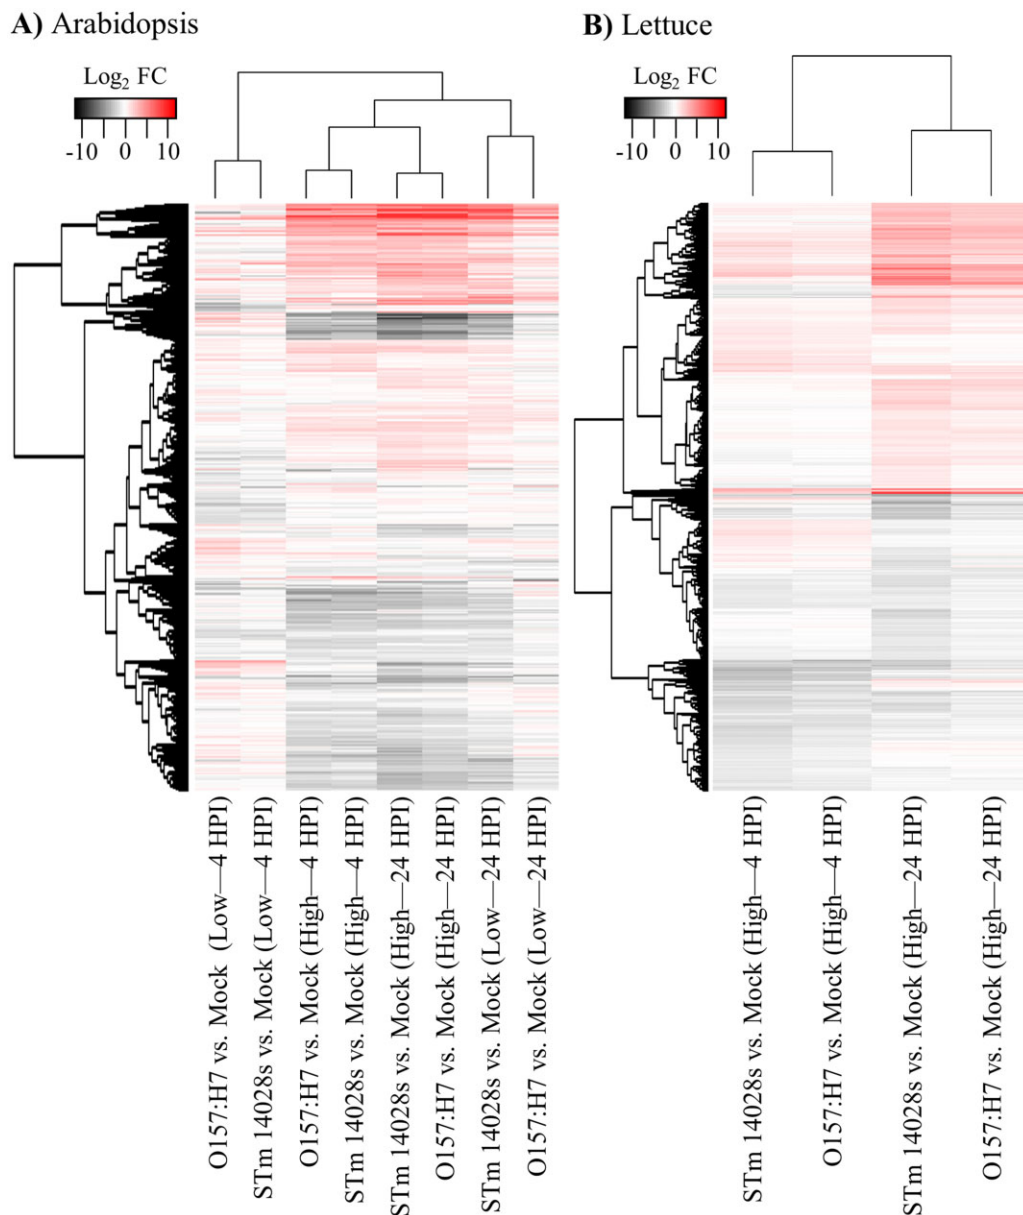 A) Arabidopsis
Log2 FC
-10 0 10
O157:H7 vs. Mock (Low—4 HPI)
STm 14028s vs. Mock (Low—4 HPI)
O157:H7 vs. Mock (High—4 HPI)
STm 14028s vs. Mock (High—4 HPI)
STm 14028s vs. Mock (High—24 HPI)
O157:H7 vs. Mock (High—24 HPI)
STm 14028s vs. Mock (Low—24 HPI)
O157:H7 vs. Mock (Low—24 HPI)
B) Lettuce
Log2 FC
-10 0 10
STm 14028s vs. Mock (High—4 HPI)
O157:H7 vs. Mock (High—4 HPI)
STm 14028s vs. Mock (High—24 HPI)
O157:H7 vs. Mock (High—24 HPI)